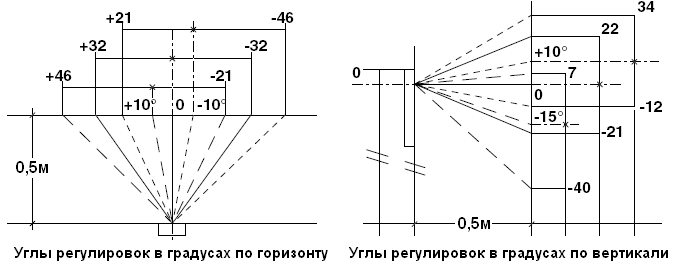 +21 -46
+32 -32
+46 -21
+10° 0 -10°
0,5м
Углы регулировок в градусах по горизонту
34
22
+10°
0 7
0
-12
-15°
-21
-40
0,5м
Углы регулировок в градусах по вертикали